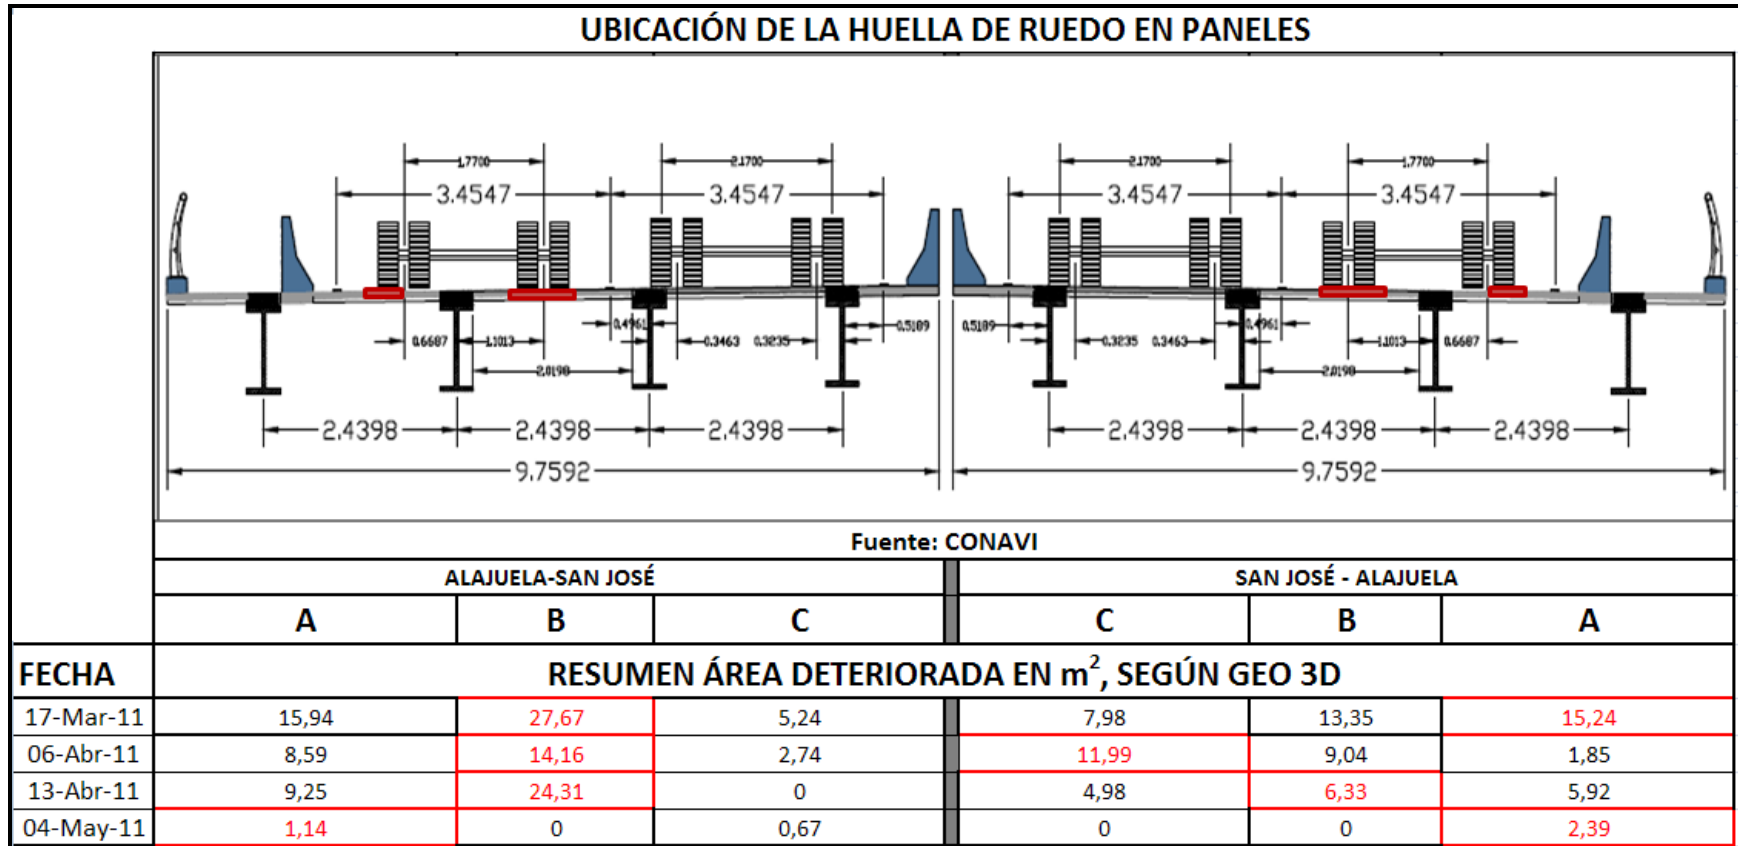 UBICACIÓN DE LA HUELLA DE RUEDO EN PANELES
1.7700 2.1700 2.1700 1.7700
3.4547 3.4547 3.4547 3.4547
0.4961 0.5189 0.5189 0.4961
0.6687 1.1013 0.3463 0.3235 0.3235 0.3463 1.1013 0.6687
2.0198 2.0198
2.4398 2.4398 2.4398 2.4398 2.4398 2.4398
9.7592 9.7592
Fuente: CONAVI
ALAJUELA-SAN JOSÉ SAN JOSÉ - ALAJUELA
A B C C B A
FECHA RESUMEN ÁREA DETERIORADA EN m², SEGÚN GEO 3D
17-Mar-11 15,94 27,67 5,24 7,98 13,35 15,24
06-Abr-11 8,59 14,16 2,74 11,99 9,04 1,85
13-Abr-11 9,25 24,31 0 4,98 6,33 5,92
04-May-11 1,14 0 0,67 0 0 2,39